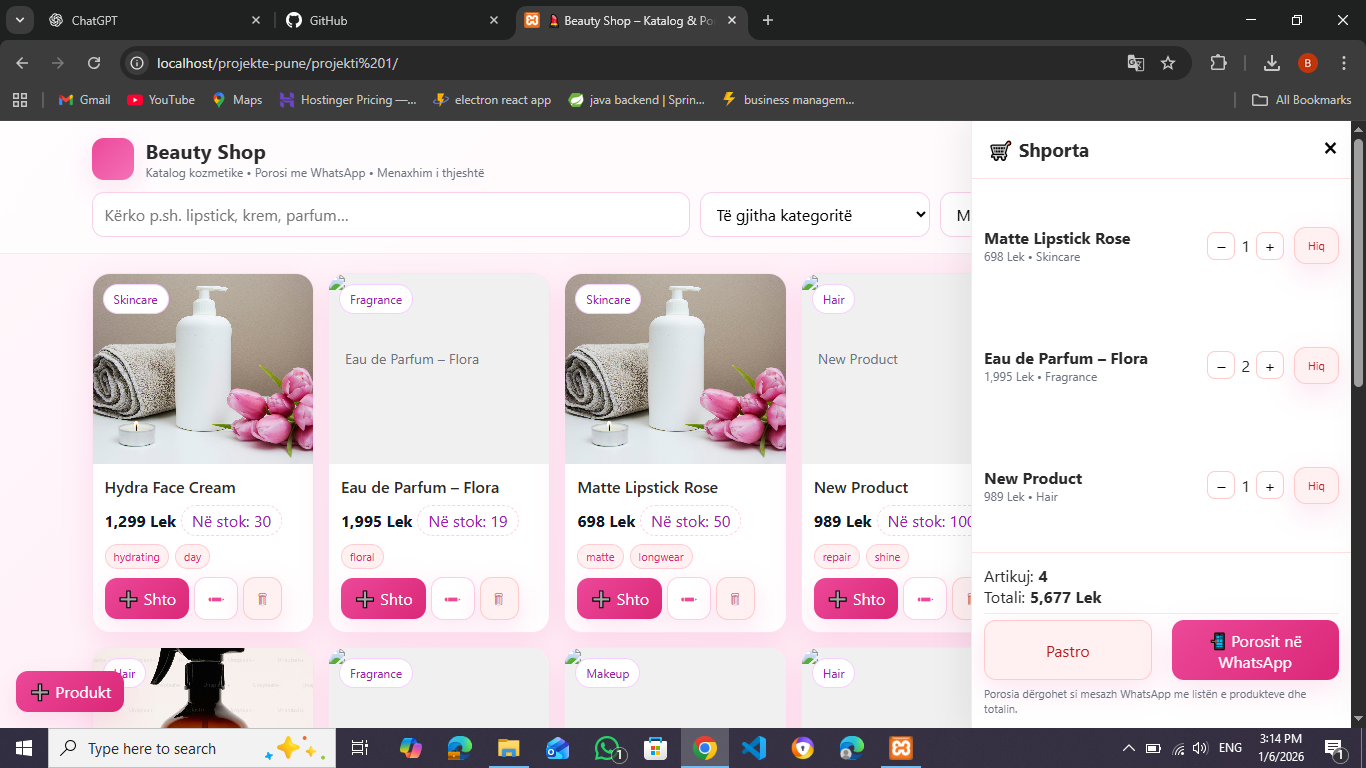 ChatGPT
GitHub
Beauty Shop – Katalog & Po
localhost/projekte-pune/projekti%201/
B
Gmail
YouTube
Maps
Hostinger Pricing —...
electron react app
java backend | Sprin...
business managem...
All Bookmarks
Beauty Shop
Katalog kozmetike • Porosi me WhatsApp • Menaxhim i thjeshtë
Kërko p.sh. lipstick, krem, parfum...
Të gjitha kategoritë
M
Skincare
Fragrance
Eau de Parfum – Flora
Skincare
Hair
New Product
Hydra Face Cream
1,299 Lek
Në stok: 30
hydrating
day
Shto
Eau de Parfum – Flora
1,995 Lek
Në stok: 19
floral
Shto
Matte Lipstick Rose
698 Lek
Në stok: 50
matte
longwear
Shto
New Product
989 Lek
Në stok: 100
repair
shine
Shto
Hair
Fragrance
Makeup
Hair
Produkt
Shporta
Matte Lipstick Rose
698 Lek • Skincare
– 1 +
Hiq
Eau de Parfum – Flora
1,995 Lek • Fragrance
– 2 +
Hiq
New Product
989 Lek • Hair
– 1 +
Hiq
Artikuj: 4
Totali: 5,677 Lek
Pastro
Porosit në
WhatsApp
Porosia dërgohet si mesazh WhatsApp me listën e produkteve dhe
totalin.
Type here to search
1
ENG
3:14 PM
1/6/2026
1